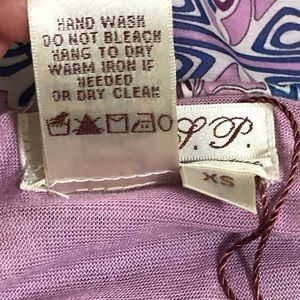 HAND WASH
DO NOT BLEACH
HANG TO DRY
WARM IRON IF
NEEDED
OR DRY CLEAN
S.P.
XS